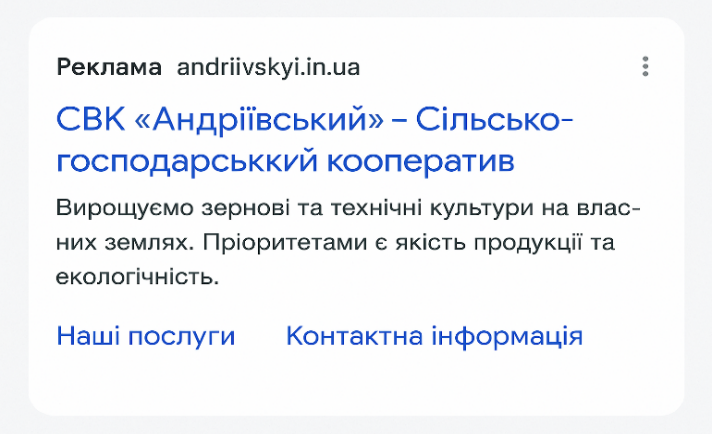 Реклама andriivskyi.in.ua
СВК «Андріївський» – Сільсько-
господарськкий кооператив
Вирощуємо зернові та технічні культури на влас-
них землях. Пріоритетами є якість продукції та
екологічність.
Наші послуги Контактна інформація